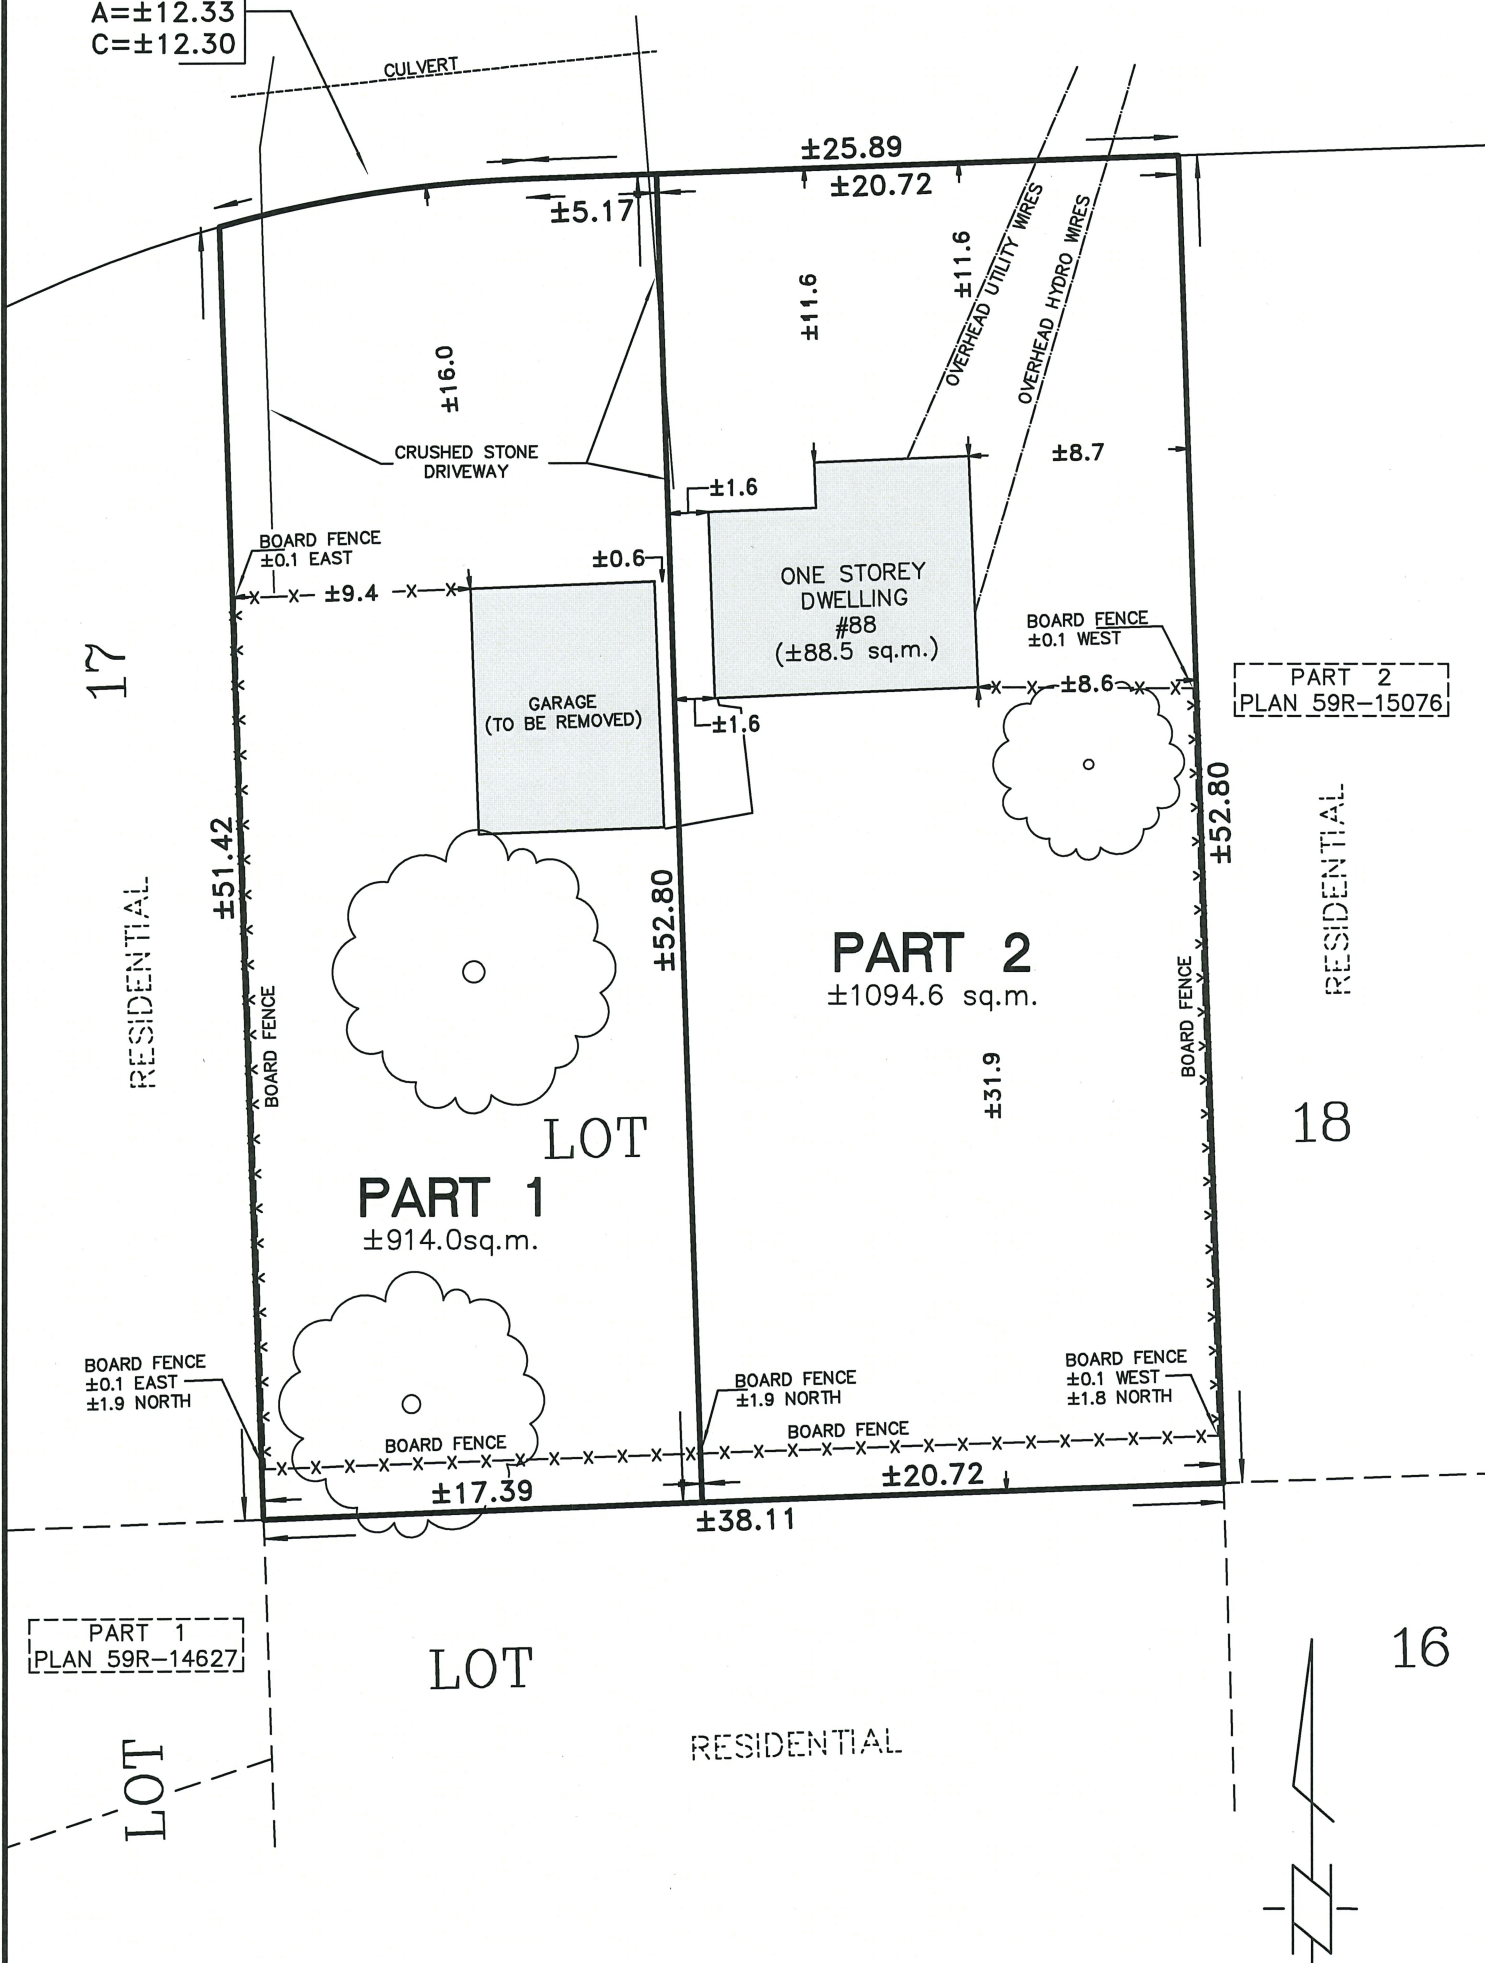 A=±12.33
C=±12.30
CULVERT
±25.89
±20.72
±5.17
OVERHEAD UTILITY WIRES
OVERHEAD HYDRO WIRES
±11.6
±11.6
±16.0
CRUSHED STONE
DRIVEWAY
±8.7
±1.6
BOARD FENCE
±0.1 EAST
±0.6
±9.4
ONE STOREY
DWELLING
#88
(±88.5 sq.m.)
BOARD FENCE
±0.1 WEST
17
PART 2
PLAN 59R-15076
±8.6
GARAGE
(TO BE REMOVED)
±1.6
±51.42
±52.80
±52.80
RESIDENTIAL
RESIDENTIAL
PART 2
±1094.6 sq.m.
BOARD FENCE
BOARD FENCE
±31.9
LOT
18
PART 1
±914.0sq.m.
BOARD FENCE
±0.1 EAST
±1.9 NORTH
BOARD FENCE
±1.9 NORTH
BOARD FENCE
±0.1 WEST
±1.8 NORTH
BOARD FENCE
BOARD FENCE
±17.39
±20.72
±38.11
PART 1
PLAN 59R-14627
LOT
16
RESIDENTIAL
LOT